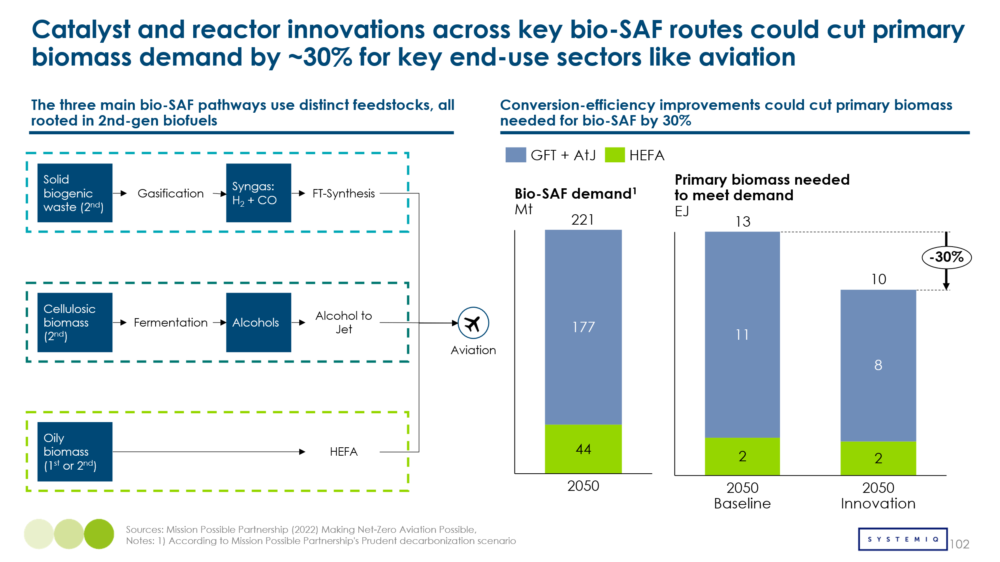 Catalyst and reactor innovations across key bio-SAF routes could cut primary
biomass demand by ~30% for key end-use sectors like aviation
The three main bio-SAF pathways use distinct feedstocks, all
rooted in 2nd-gen biofuels
Solid
biogenic
waste (2nd)
Gasification
Syngas:
H2 + CO
FT-Synthesis
Cellulosic
biomass
(2nd)
Fermentation
Alcohols
Alcohol to
Jet
Oily
biomass
(1st or 2nd)
HEFA
Aviation
Conversion-efficiency improvements could cut primary biomass
needed for bio-SAF by 30%
GFT + AtJ
HEFA
Bio-SAF demand¹
Mt
221
177
44
2050
Primary biomass needed
to meet demand
EJ
13
11
2
2050
Baseline
10
8
2
2050
Innovation
-30%
Sources: Mission Possible Partnership (2022) Making Net-Zero Aviation Possible,
Notes: 1) According to Mission Possible Partnership's Prudent decarbonization scenario
SYSTEMIQ
102